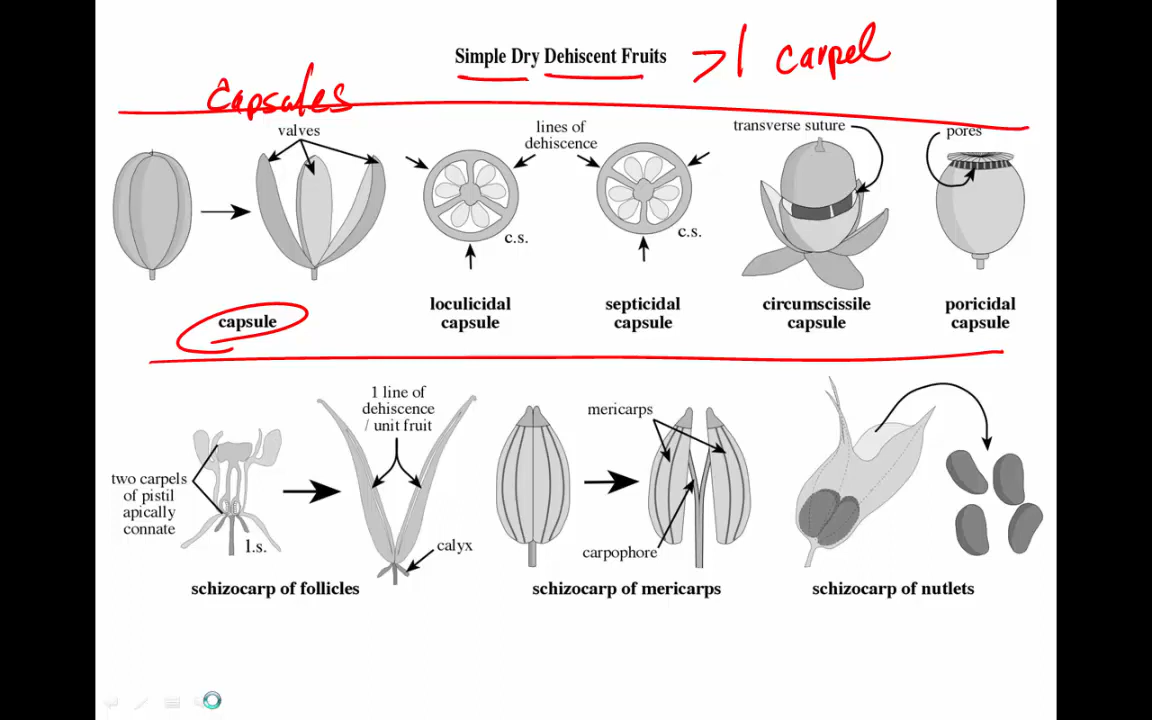 Simple Dry Dehiscent Fruits >1 carpel
Capsules
valves
lines of
dehiscence
transverse suture
pores
c.s.
c.s.
capsule
loculicidal
capsule
septicidal
capsule
circumscissile
capsule
poricidal
capsule
1 line of
dehiscence
/ unit fruit
mericarps
two carpels
of pistil
apically
connate
l.s.
calyx
carpophore
schizocarp of follicles
schizocarp of mericarps
schizocarp of nutlets